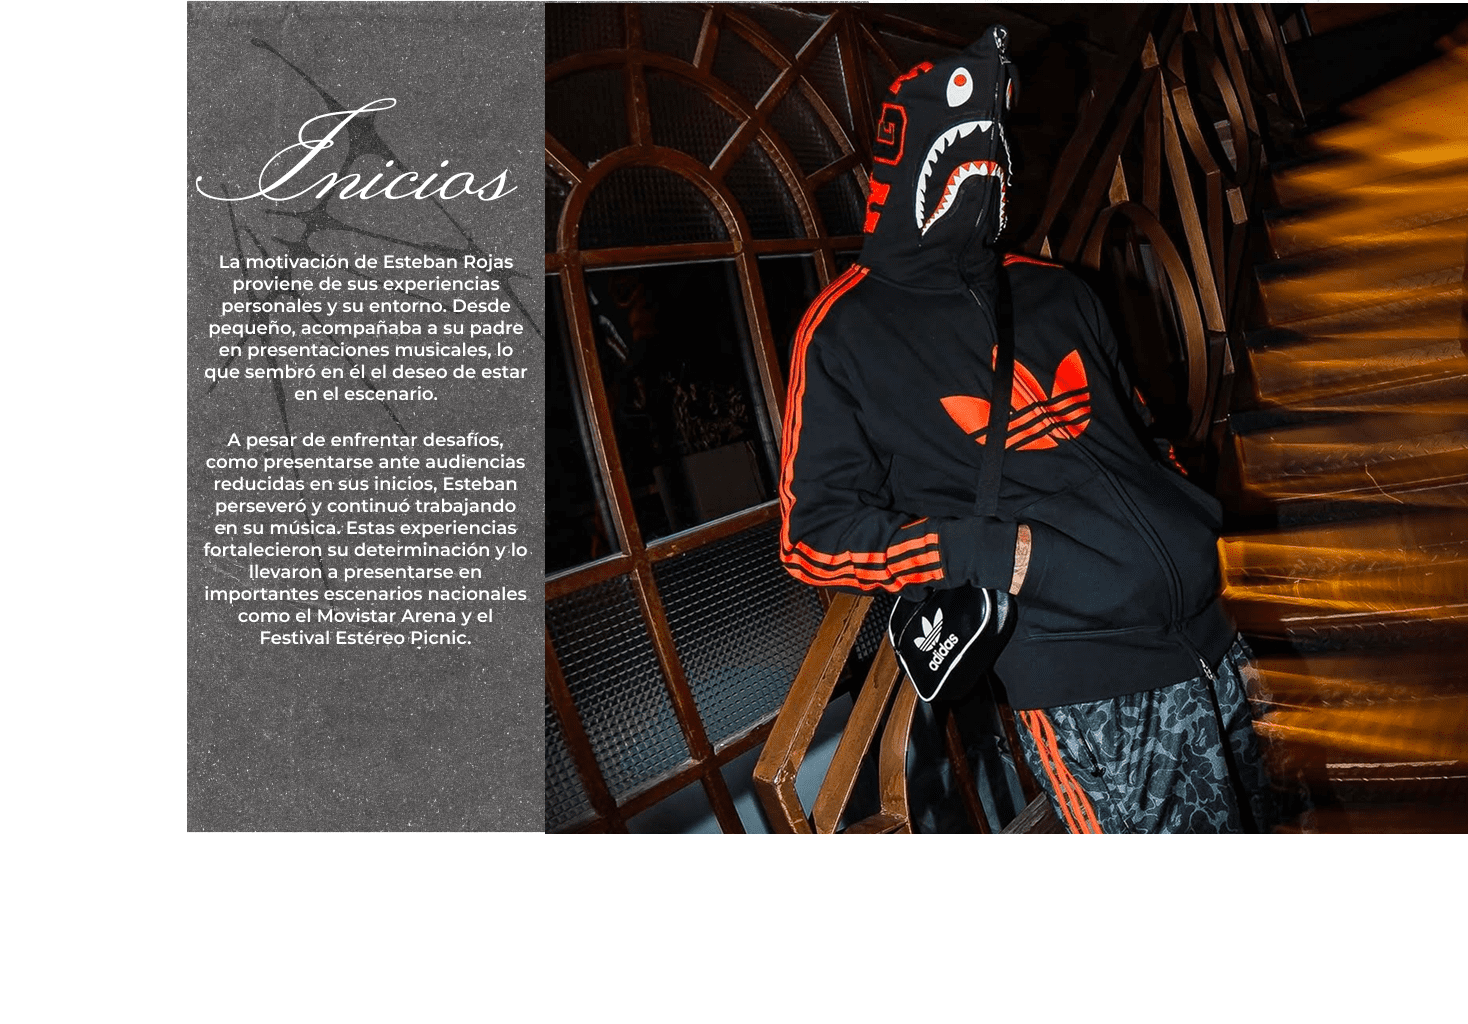 Inicios
La motivación de Esteban Rojas
proviene de sus experiencias
personales y su entorno. Desde
pequeño, acompañaba a su padre
en presentaciones musicales, lo
que sembró en él el deseo de estar
en el escenario.
A pesar de enfrentar desafíos,
como presentarse ante audiencias
reducidas en sus inicios, Esteban
perseveró y continuó trabajando
en su música. Estas experiencias
fortalecieron su determinación y lo
llevaron a presentarse en
importantes escenarios nacionales
como el Movistar Arena y el
Festival Estéreo Picnic.
adidas